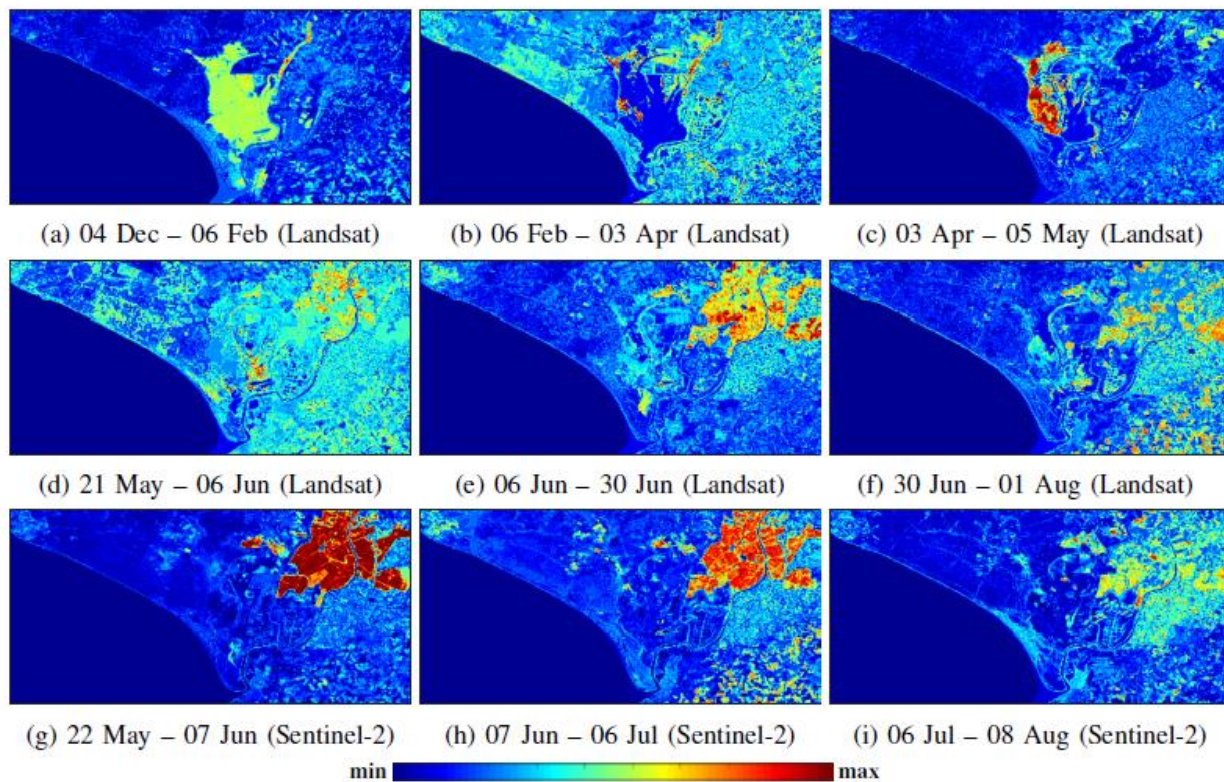 (a) 04 Dec – 06 Feb (Landsat)
(b) 06 Feb – 03 Apr (Landsat)
(c) 03 Apr – 05 May (Landsat)
(d) 21 May – 06 Jun (Landsat)
(e) 06 Jun – 30 Jun (Landsat)
(f) 30 Jun – 01 Aug (Landsat)
(g) 22 May – 07 Jun (Sentinel-2)
(h) 07 Jun – 06 Jul (Sentinel-2)
(i) 06 Jul – 08 Aug (Sentinel-2)
min max